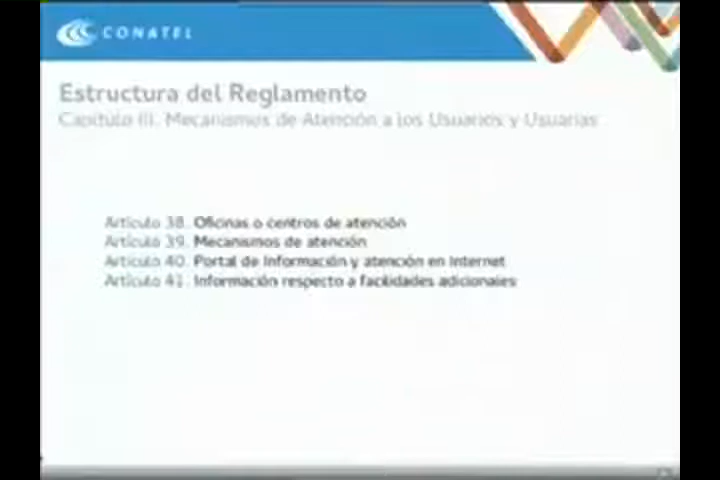 CONATEL
Estructura del Reglamento
Capítulo III. Mecanismos de Atención a los Usuarios y Usuarias
Artículo 38. Oficinas o centros de atención
Artículo 39. Mecanismos de atención
Artículo 40. Portal de Información y atención en Internet
Artículo 41. Información respecto a facilidades adicionales